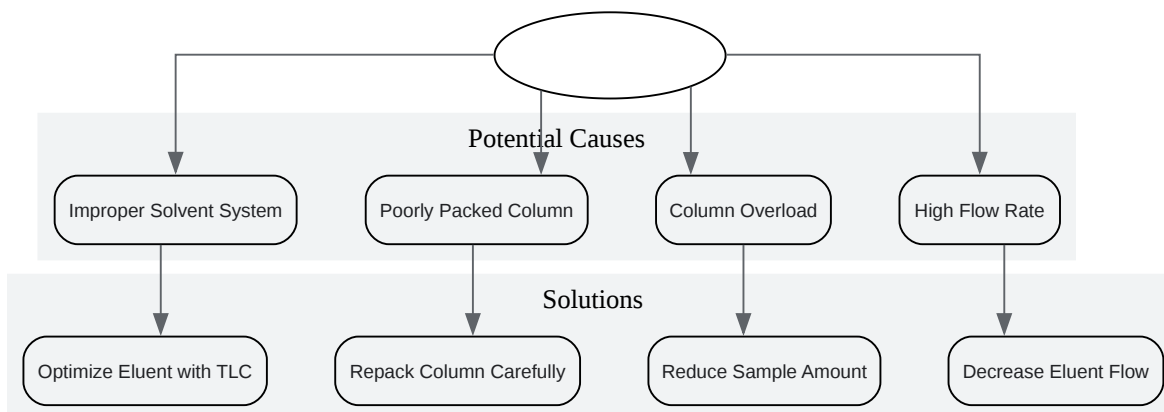 Potential Causes
Improper Solvent System
Poorly Packed Column
Column Overload
High Flow Rate
Solutions
Optimize Eluent with TLC
Repack Column Carefully
Reduce Sample Amount
Decrease Eluent Flow